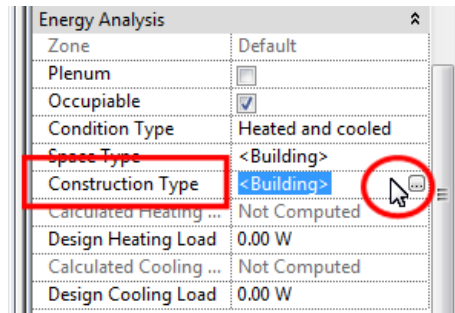 Energy Analysis
Zone Default
Plenum
Occupiable
Condition Type Heated and cooled
Space Type <Building>
Construction Type <Building> ...
Calculated Heating ... Not Computed
Design Heating Load 0.00 W
Calculated Cooling ... Not Computed
Design Cooling Load 0.00 W